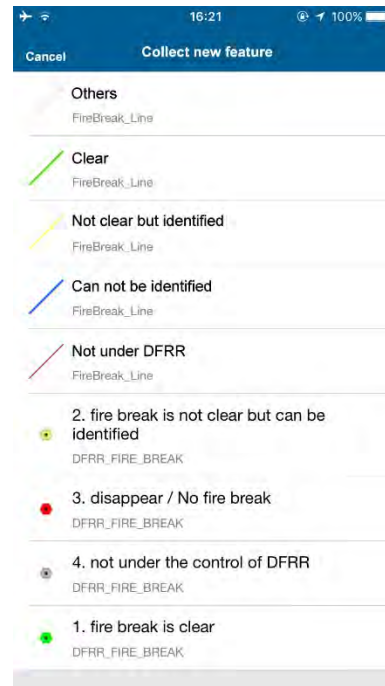 16:21 100%
Cancel Collect new feature
Others
FireBreak_Line
Clear
FireBreak_Line
Not clear but identified
FireBreak_Line
Can not be identified
FireBreak_Line
Not under DFRR
FireBreak_Line
2. fire break is not clear but can be
identified
DFRR_FIRE_BREAK
3. disappear / No fire break
DFRR_FIRE_BREAK
4. not under the control of DFRR
DFRR_FIRE_BREAK
1. fire break is clear
DFRR_FIRE_BREAK